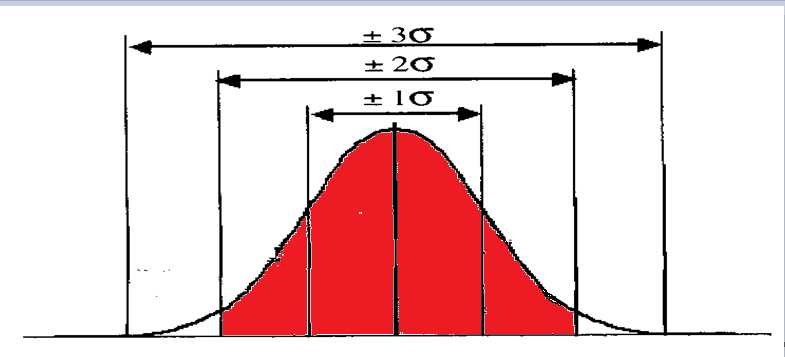 ± 3σ
± 2σ
± 1σ